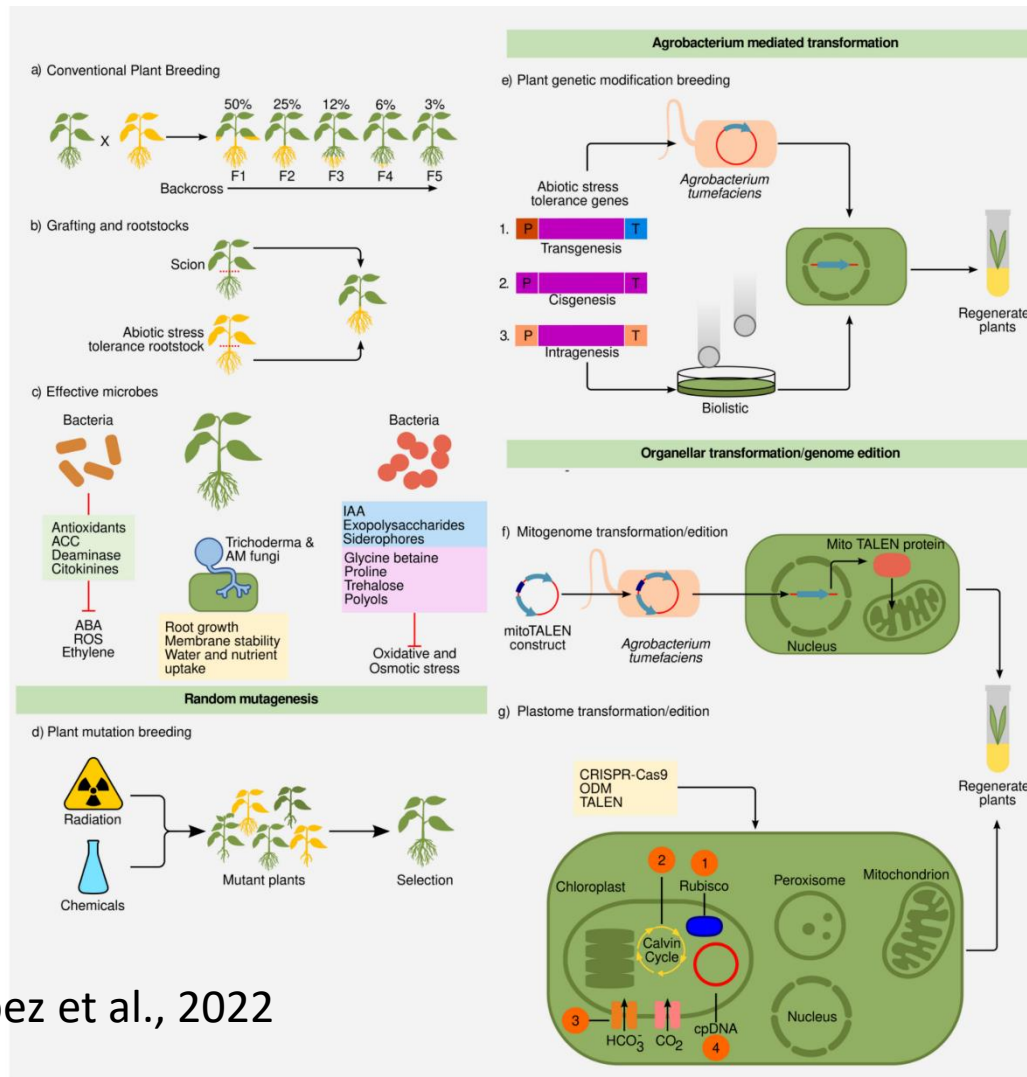 a) Conventional Plant Breeding
50% 25% 12% 6% 3%
X
F1 F2 F3 F4 F5
Backcross
b) Grafting and rootstocks
Scion
Abiotic stress
tolerance rootstock
c) Effective microbes
Bacteria
Antioxidants
ACC
Deaminase
Citokinines
ABA
ROS
Ethylene
Trichoderma &
AM fungi
Root growth
Membrane stability
Water and nutrient
uptake
Bacteria
IAA
Exopolysaccharides
Siderophores
Glycine betaine
Proline
Trehalose
Polyols
Oxidative and
Osmotic stress
Random mutagenesis
d) Plant mutation breeding
Radiation
Chemicals
Mutant plants
Selection
ez et al., 2022
Agrobacterium mediated transformation
e) Plant genetic modification breeding
Agrobacterium
tumefaciens
Abiotic stress
tolerance genes
1. P T
Transgenesis
2. P T
Cisgenesis
3. P T
Intragenesis
Biolistic
Regenerate
plants
Organellar transformation/genome edition
f) Mitogenome transformation/edition
mitoTALEN
construct
Agrobacterium
tumefaciens
Mito TALEN protein
Nucleus
g) Plastome transformation/edition
CRISPR-Cas9
ODM
TALEN
Regenerate
plants
2 1
Chloroplast Rubisco Peroxisome Mitochondrion
Calvin
Cycle
3 HCO3- CO2 cpDNA Nucleus
4